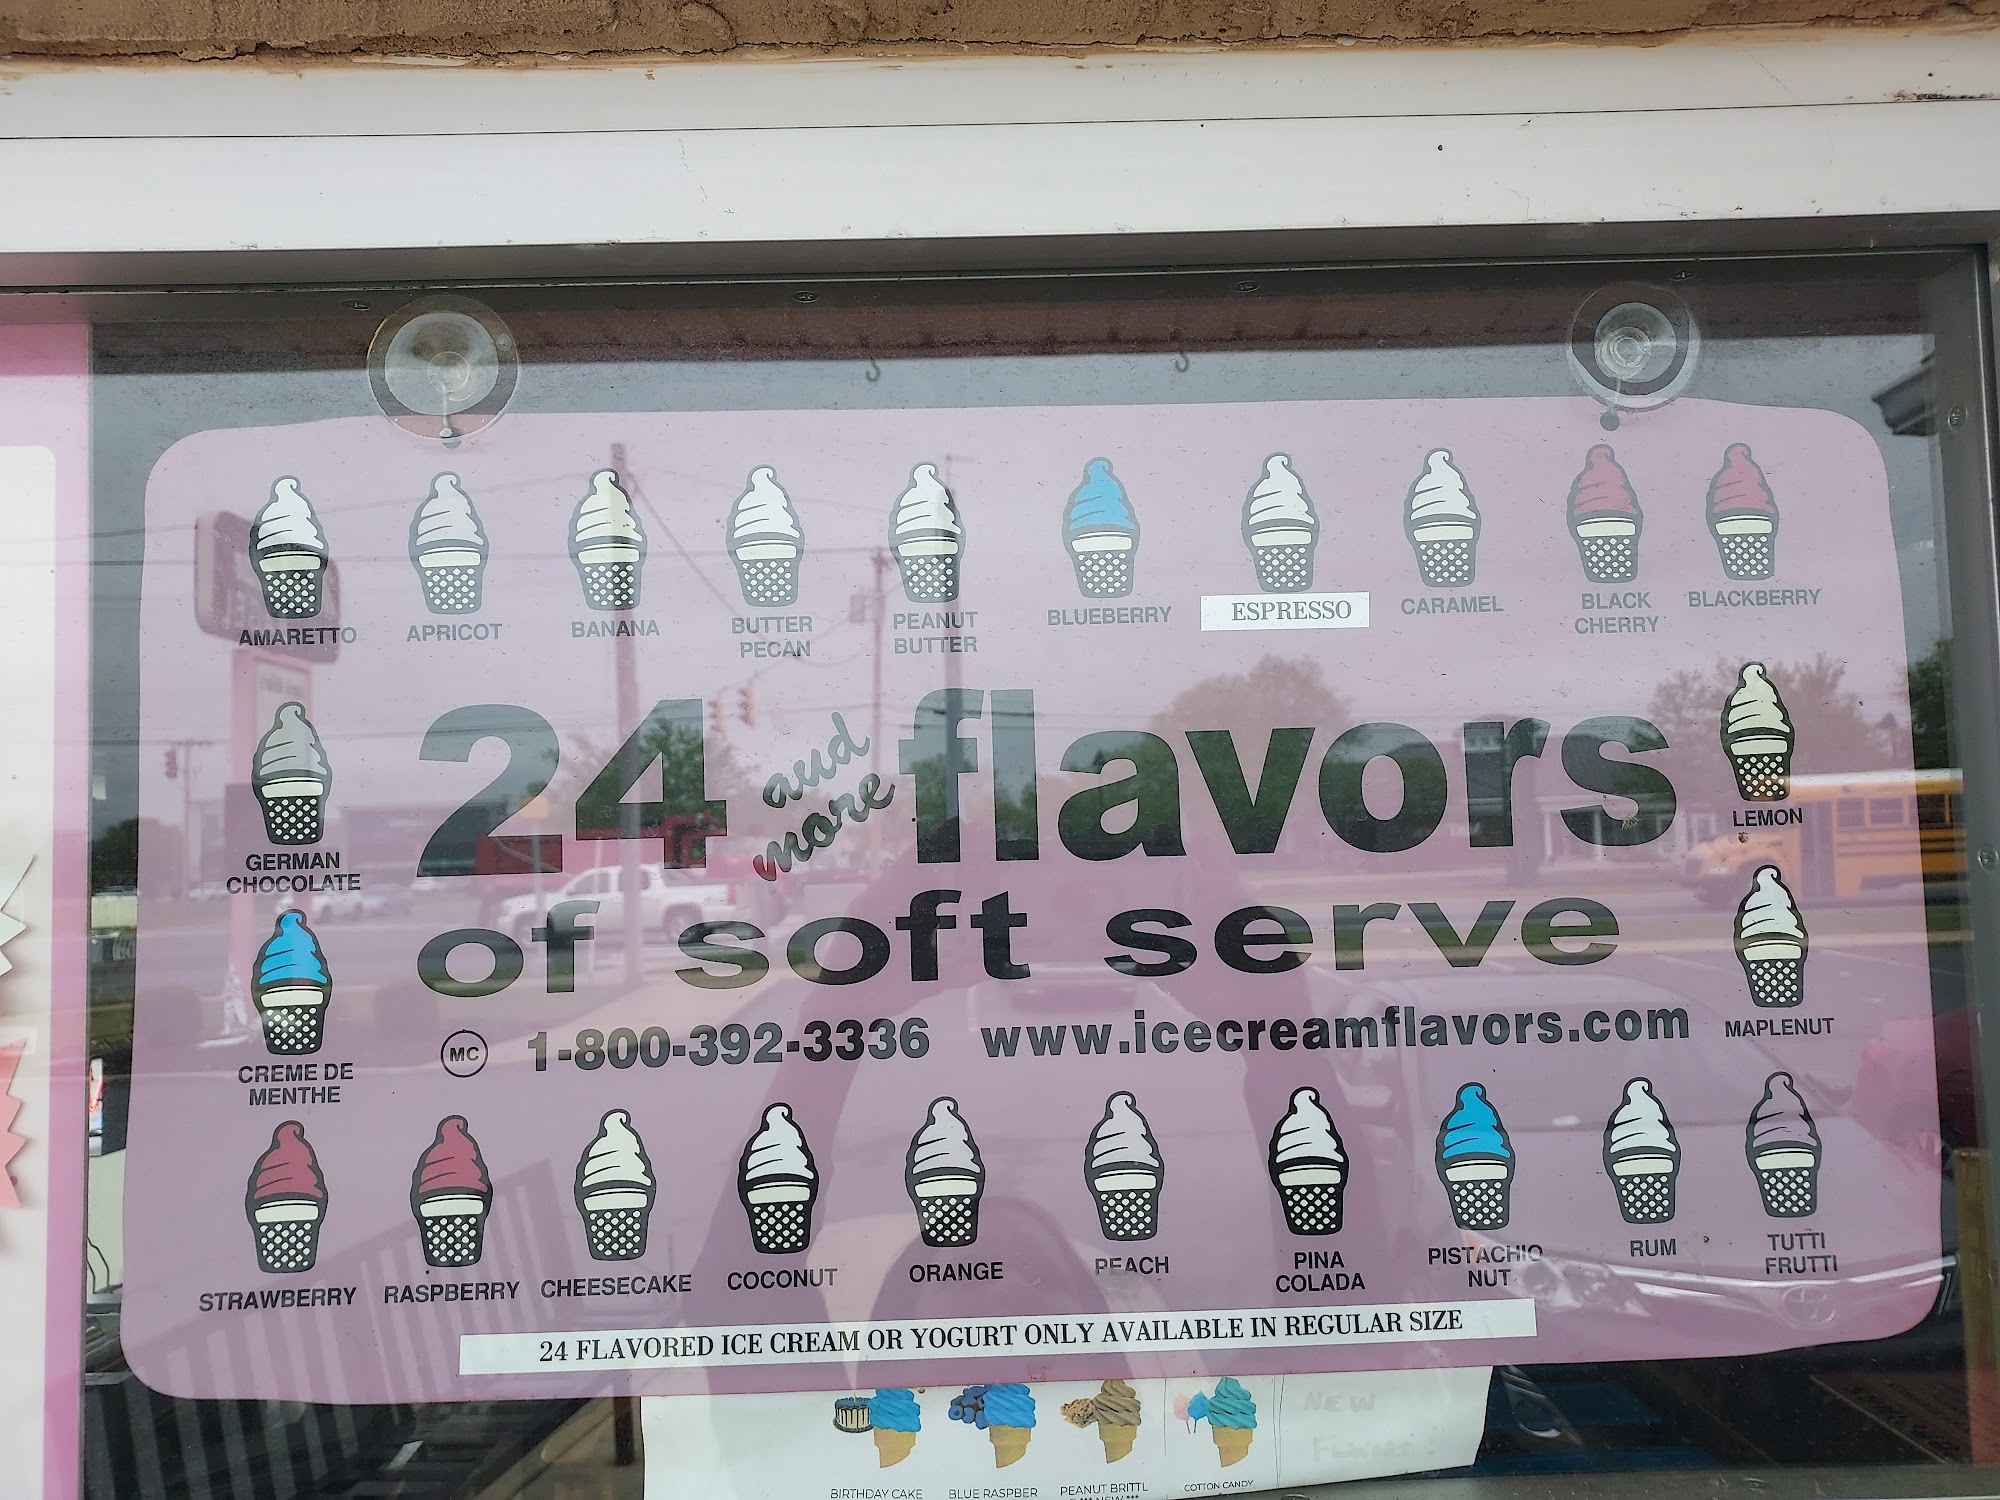 AMARETTO
APRICOT
BANANA
BUTTER
PECAN
PEANUT
BUTTER
BLUEBERRY
ESPRESSO
CARAMEL
BLACK
CHERRY
BLACKBERRY
GERMAN
CHOCOLATE
24 and more flavors
LEMON
of soft serve
CREME DE
MENTHE
MC 1-800-392-3336 www.icecreamflavors.com
MAPLENUT
STRAWBERRY
RASPBERRY
CHEESECAKE
COCONUT
ORANGE
PEACH
PINA
COLADA
PISTACHIO
NUT
RUM
TUTTI
FRUTTI
24 FLAVORED ICE CREAM OR YOGURT ONLY AVAILABLE IN REGULAR SIZE
NEW
BIRTHDAY CAKE
BLUE RASPBER
PEANUT BRITTL
COTTON CANDY